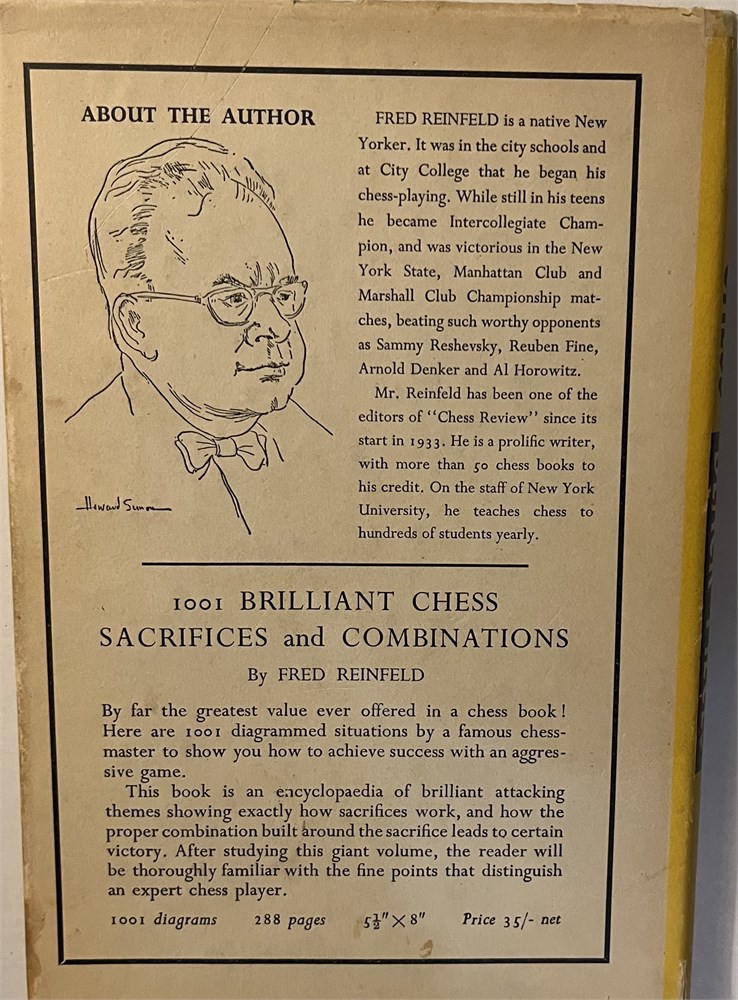 ABOUT THE AUTHOR
FRED REINFELD is a native New
Yorker. It was in the city schools and
at City College that he began his
chess-playing. While still in his teens
he became Intercollegiate Cham-
pion, and was victorious in the New
York State, Manhattan Club and
Marshall Club Championship mat-
ches, beating such worthy opponents
as Sammy Reshevsky, Reuben Fine,
Arnold Denker and Al Horowitz.
Mr. Reinfeld has been one of the
editors of "Chess Review" since its
start in 1933. He is a prolific writer,
with more than 50 chess books to
his credit. On the staff of New York
University, he teaches chess to
hundreds of students yearly.
Howard Simon
1001 BRILLIANT CHESS
SACRIFICES and COMBINATIONS
By FRED REINFELD
By far the greatest value ever offered in a chess book!
Here are 1001 diagrammed situations by a famous chess-
master to show you how to achieve success with an aggres-
sive game.
This book is an encyclopaedia of brilliant attacking
themes showing exactly how sacrifices work, and how the
proper combination built around the sacrifice leads to certain
victory. After studying this giant volume, the reader will
be thoroughly familiar with the fine points that distinguish
an expert chess player.
1001 diagrams 288 pages 5½" × 8" Price 35/- net